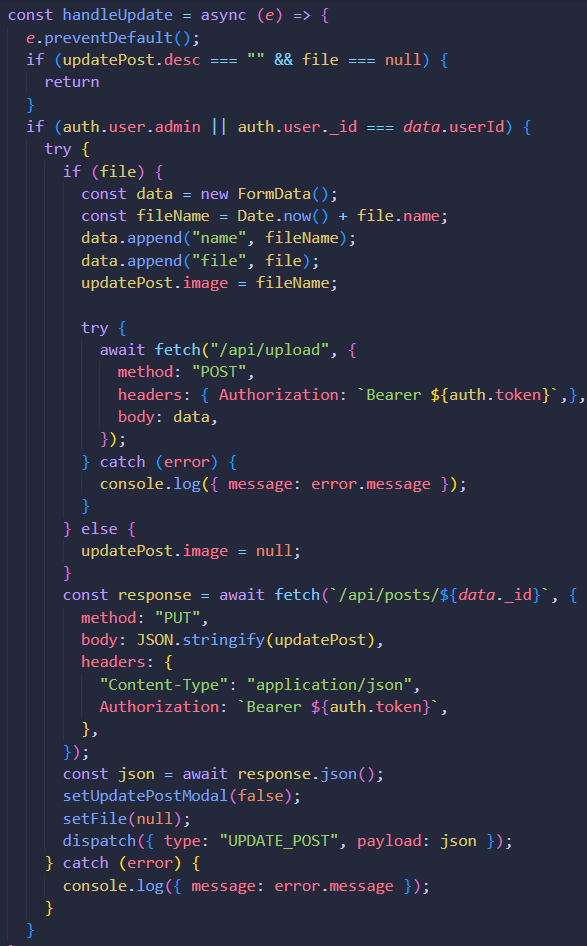 const handleUpdate = async (e) => {
e.preventDefault();
if (updatePost.desc === "" && file === null) {
return
}
if (auth.user.admin || auth.user._id === data.userId) {
try {
if (file) {
const data = new FormData();
const fileName = Date.now() + file.name;
data.append("name", fileName);
data.append("file", file);
updatePost.image = fileName;
try {
await fetch("/api/upload", {
method: "POST",
headers: { Authorization: `Bearer ${auth.token}`,},
body: data,
});
} catch (error) {
console.log({ message: error.message });
}
} else {
updatePost.image = null;
}
const response = await fetch(`/api/posts/${data._id}`, {
method: "PUT",
body: JSON.stringify(updatePost),
headers: {
"Content-Type": "application/json",
Authorization: `Bearer ${auth.token}`,
},
});
const json = await response.json();
setUpdatePostModal(false);
setFile(null);
dispatch({ type: "UPDATE_POST", payload: json });
} catch (error) {
console.log({ message: error.message });
}
}